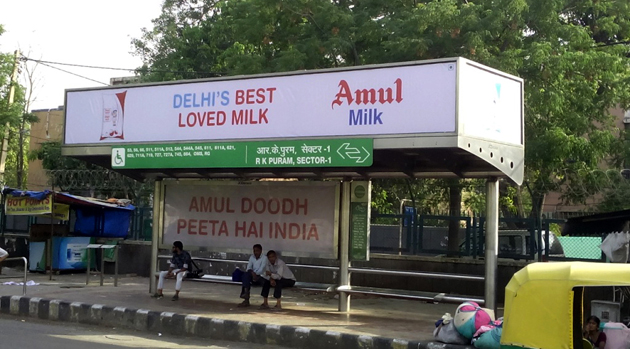 DELHI'S BEST
LOVED MILK
Amul
Milk
आर.के.पुरम, सेक्टर -1
R K PURAM, SECTOR-1
AMUL DOODH
PEETA HAI INDIA